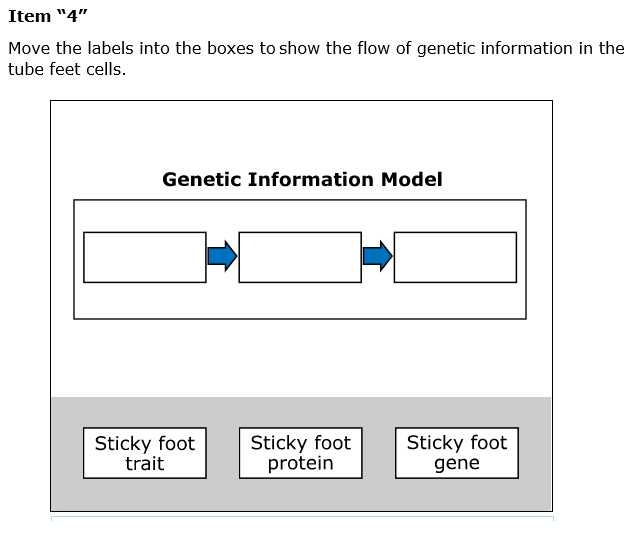 Item “4”
Move the labels into the boxes to show the flow of genetic information in the
tube feet cells.
Genetic Information Model
Sticky foot
trait
Sticky foot
protein
Sticky foot
gene